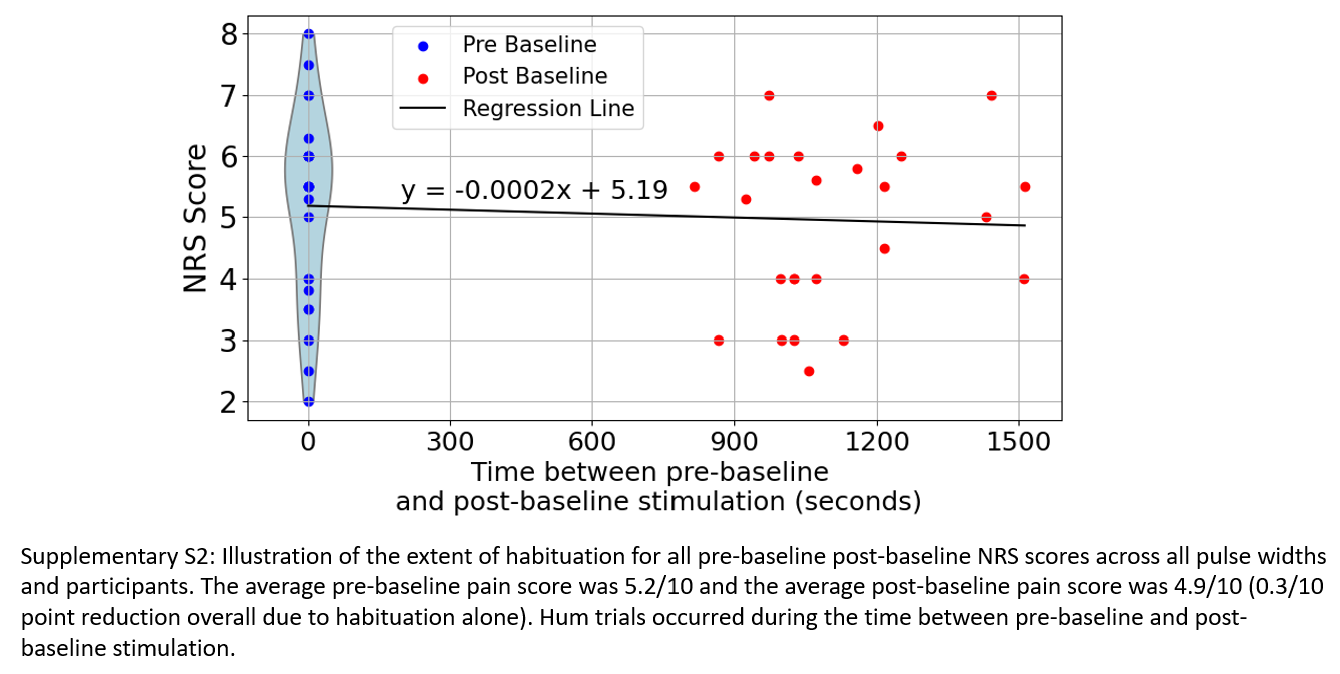 8
7
6
5
4
3
2
NRS Score
Pre Baseline
Post Baseline
Regression Line
y = -0.0002x + 5.19
0 300 600 900 1200 1500
Time between pre-baseline
and post-baseline stimulation (seconds)
Supplementary S2: Illustration of the extent of habituation for all pre-baseline post-baseline NRS scores across all pulse widths
and participants. The average pre-baseline pain score was 5.2/10 and the average post-baseline pain score was 4.9/10 (0.3/10
point reduction overall due to habituation alone). Hum trials occurred during the time between pre-baseline and post-
baseline stimulation.